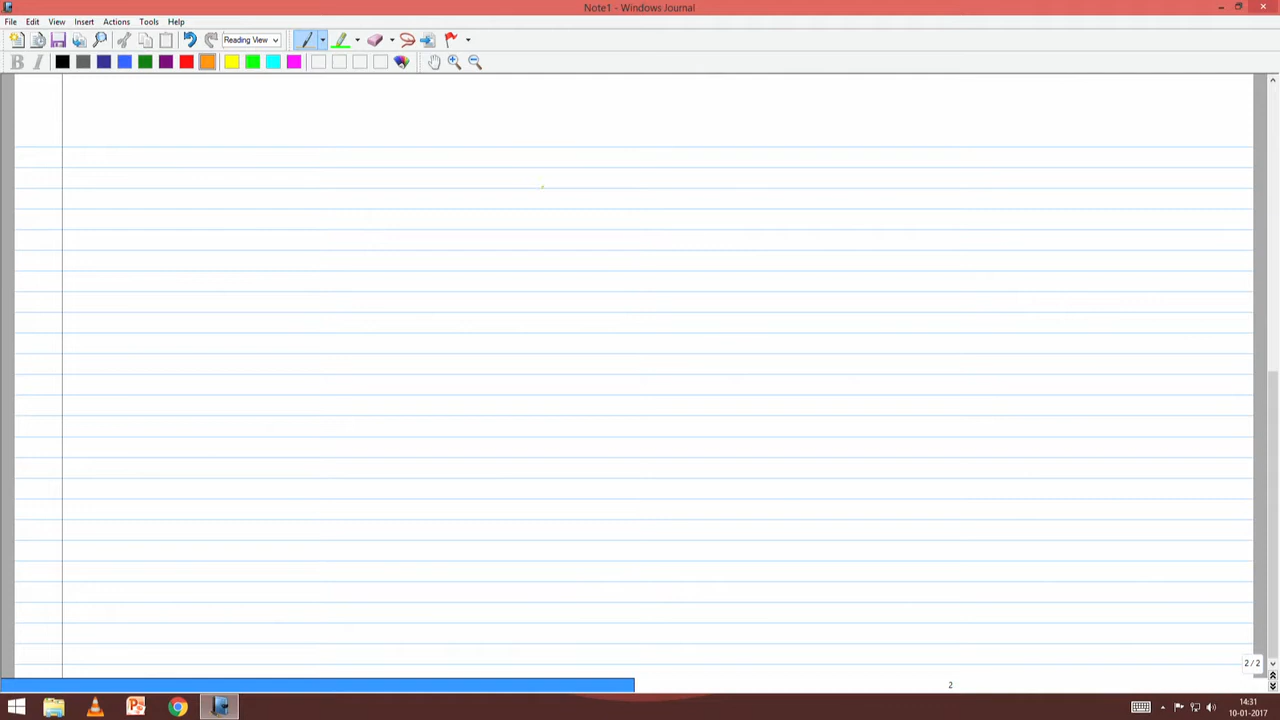 Note1 - Windows Journal
File Edit View Insert Actions Tools Help
Reading View
B I
2 / 2
2
14:31
10-01-2017